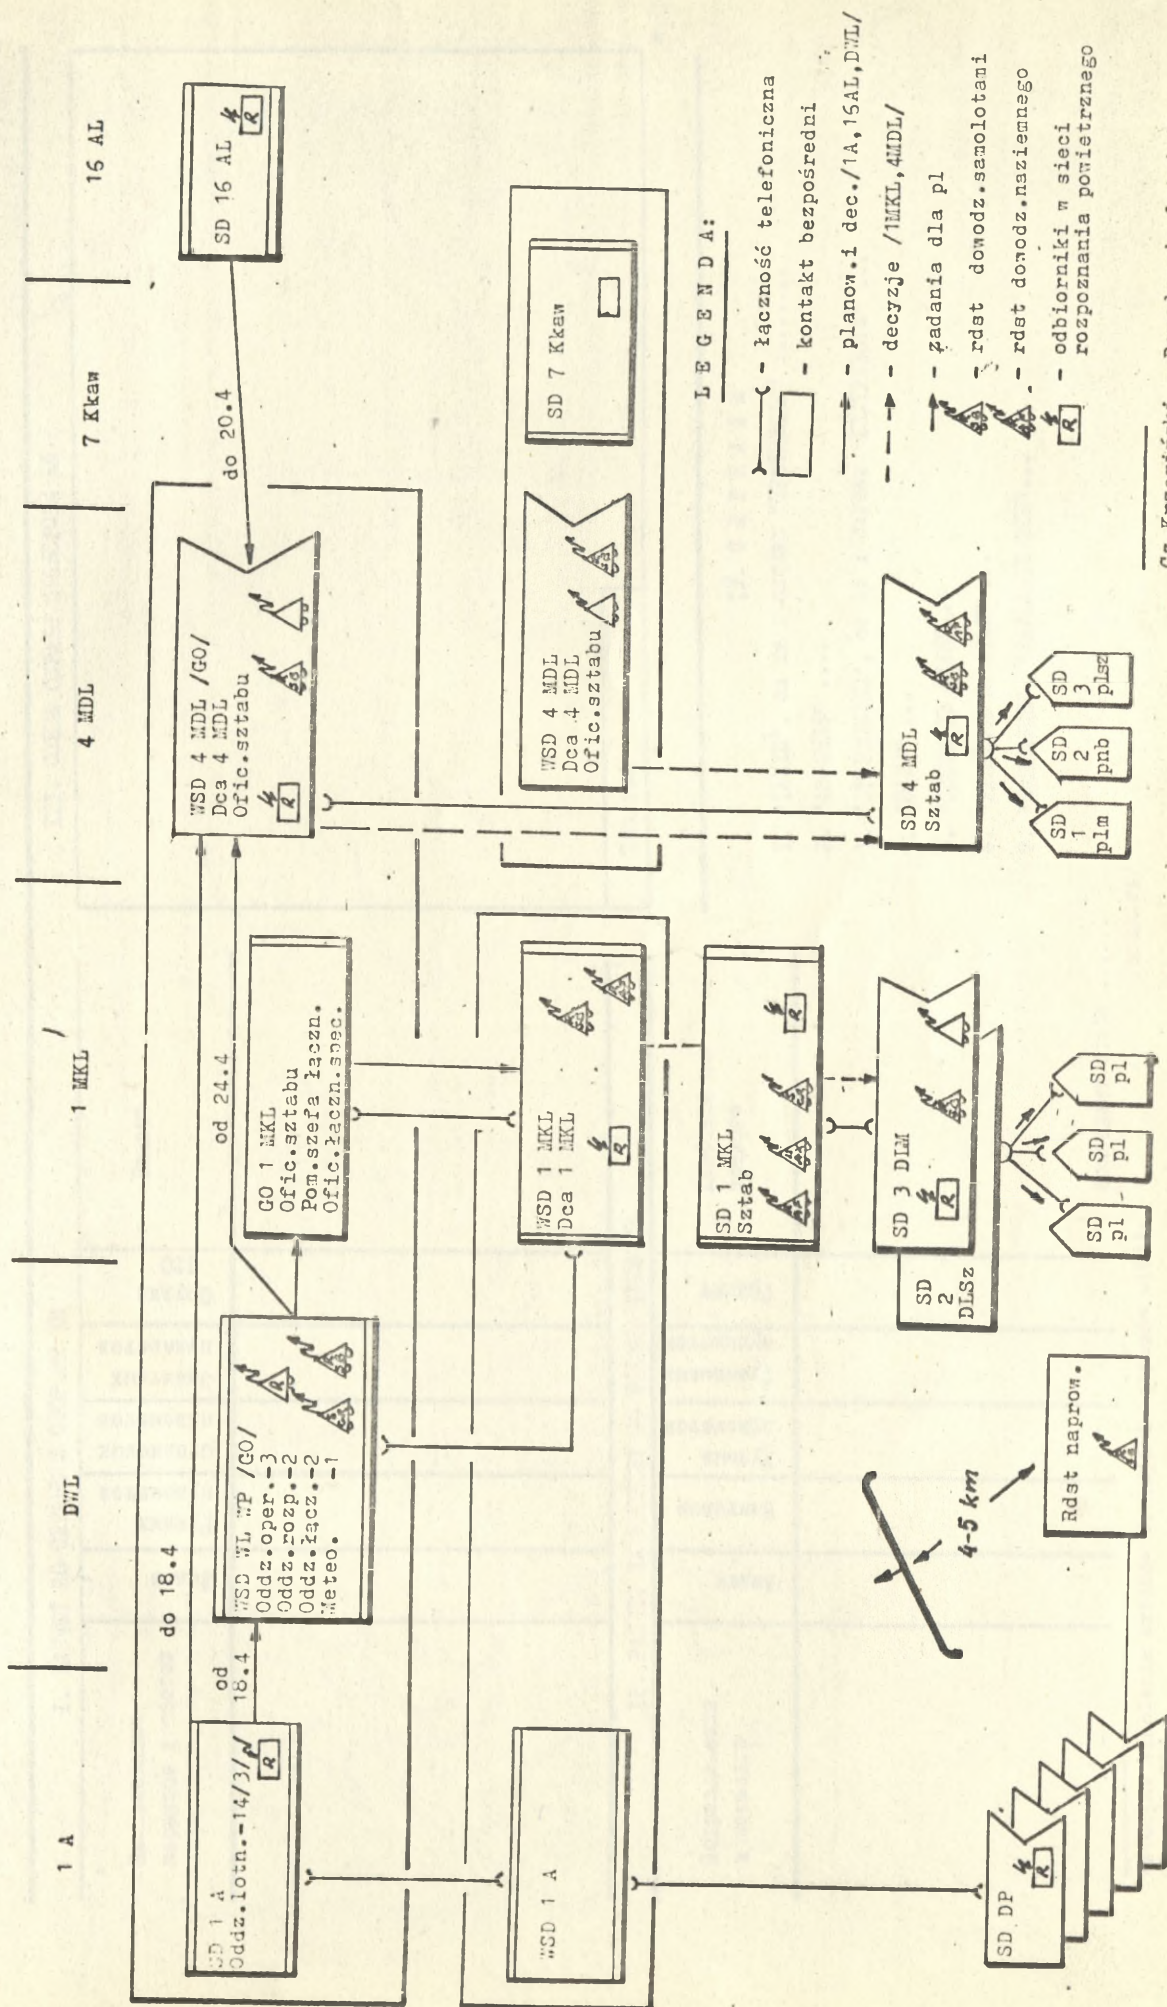 1 A
DWL
1 MKL
4 MDL
7 Kkaw
16 AL
do 18.4
SD 1 A
Oddz.lotn.-14/3/
R
od
18.4
WSD WL WP /GO/
Oddz.oper.-3
Oddz.rozp.-2
Oddz.łącz.-2
Meteo. -1
R
od 24.4
GO 1 MKL
Ofic.sztabu
Pom.szefa łączn.
Ofic.łączn.spec.
WSD 4 MDL /GO/
Dca 4 MDL
Ofic.sztabu
R
do 20.4
SD 16 AL
R
WSD 1 A
WSD 1 MKL
Dca 1 MKL
R
WSD 4 MDL
Dca 4 MDL
Ofic.sztabu
SD 7 Kkaw
SD 1 MKL
Sztab
R
SD 3 DLM
R
SD
2
DLSz
SD
pl
SD
pl
SD
pl
SD 4 MDL
Sztab
R
SD
1
plm
SD
2
pnb
SD
3
plsz
SD DP
R
4-5 km
Rdst naprow.
L E G E N D A:
- łączność telefoniczna
- kontakt bezpośredni
- planow.i dec./1A,16AL,DWL/
- decyzje /1MKL,4MDL/
- zadania dla pl
- rdst dowodz.samolotami
- rdst dowodz.naziemnego
R - odbiorniki w sieci
rozpoznania powietrznego